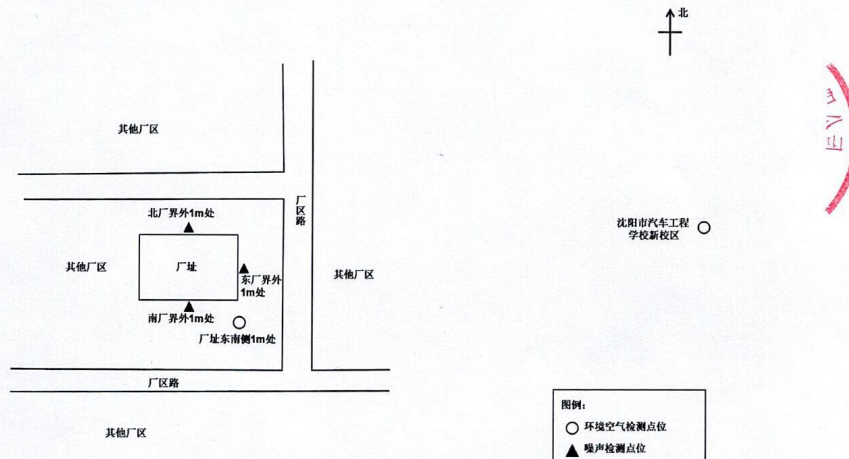 北
其他厂区
厂区路
北厂界外1m处
沈阳市汽车工程
学校新校区
其他厂区
厂址
东厂界外
1m处
其他厂区
南厂界外1m处
厂址东南侧1m处
厂区路
其他厂区
图例：
环境空气检测点位
噪声检测点位